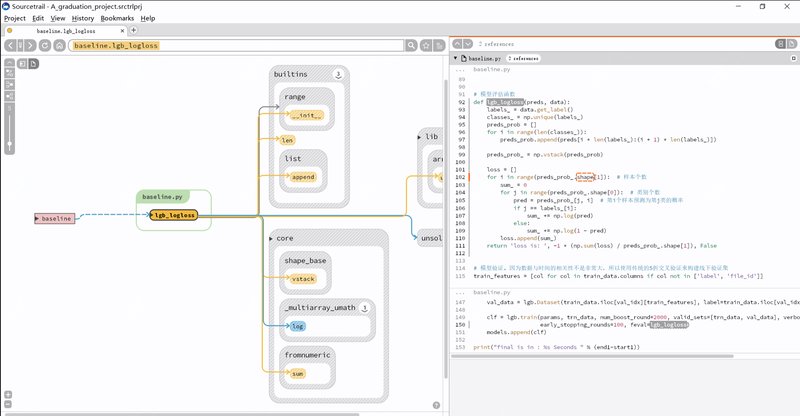 Sourcetrail - A_graduation_project.srctrlprj
Project Edit View History Bookmarks Help
baseline.lgb_logloss
baseline.lgb_logloss
2 references
baseline.py 2 references
builtins 3
range
__init__
len
list
append
lib
baseline.py
baseline
lgb_logloss
core
shape_base
vstack
_multiarray_umath 1
log
fromnumeric
sum
... baseline.py
89
90
91 # 模型评估函数
92 def lgb_logloss(preds, data):
93 labels_ = data.get_label()
94 classes_ = np.unique(labels_)
95 preds_prob = []
96 for i in range(len(classes_)):
97 preds_prob.append(preds[i * len(labels_):(i + 1) * len(labels_)])
98
99 preds_prob_ = np.vstack(preds_prob)
100
101 loss = []
102 for i in range(preds_prob_.shape[1]): # 样本个数
103 sum_ = 0
104 for j in range(preds_prob_.shape[0]): # 类别个数
105 pred = preds_prob_[j, i] # 第i个样本预测为第j类的概率
106 if j == labels_[i]:
107 sum_ += np.log(pred)
108 else:
109 sum_ += np.log(1 - pred)
110 loss.append(sum_)
111 return 'loss is: ', -1 * (np.sum(loss) / preds_prob_.shape[1]), False
112
113
114 # 模型验证。因为数据与时间的相关性不是非常大，所以使用传统的5折交叉验证来构建线下验证集
115 train_features = [col for col in train_data.columns if col not in ['label', 'file_id']]
... baseline.py
147 val_data = lgb.Dataset(train_data.iloc[val_idx][train_features], label=train_data.iloc[val_idx
148
149 clf = lgb.train(params, trn_data, num_boost_round=2000, valid_sets=[trn_data, val_data], verbo
150 early_stopping_rounds=100, feval=lgb_logloss)
151 models.append(clf)
152
153 print("final is in : %s Seconds " % (end1-start1))